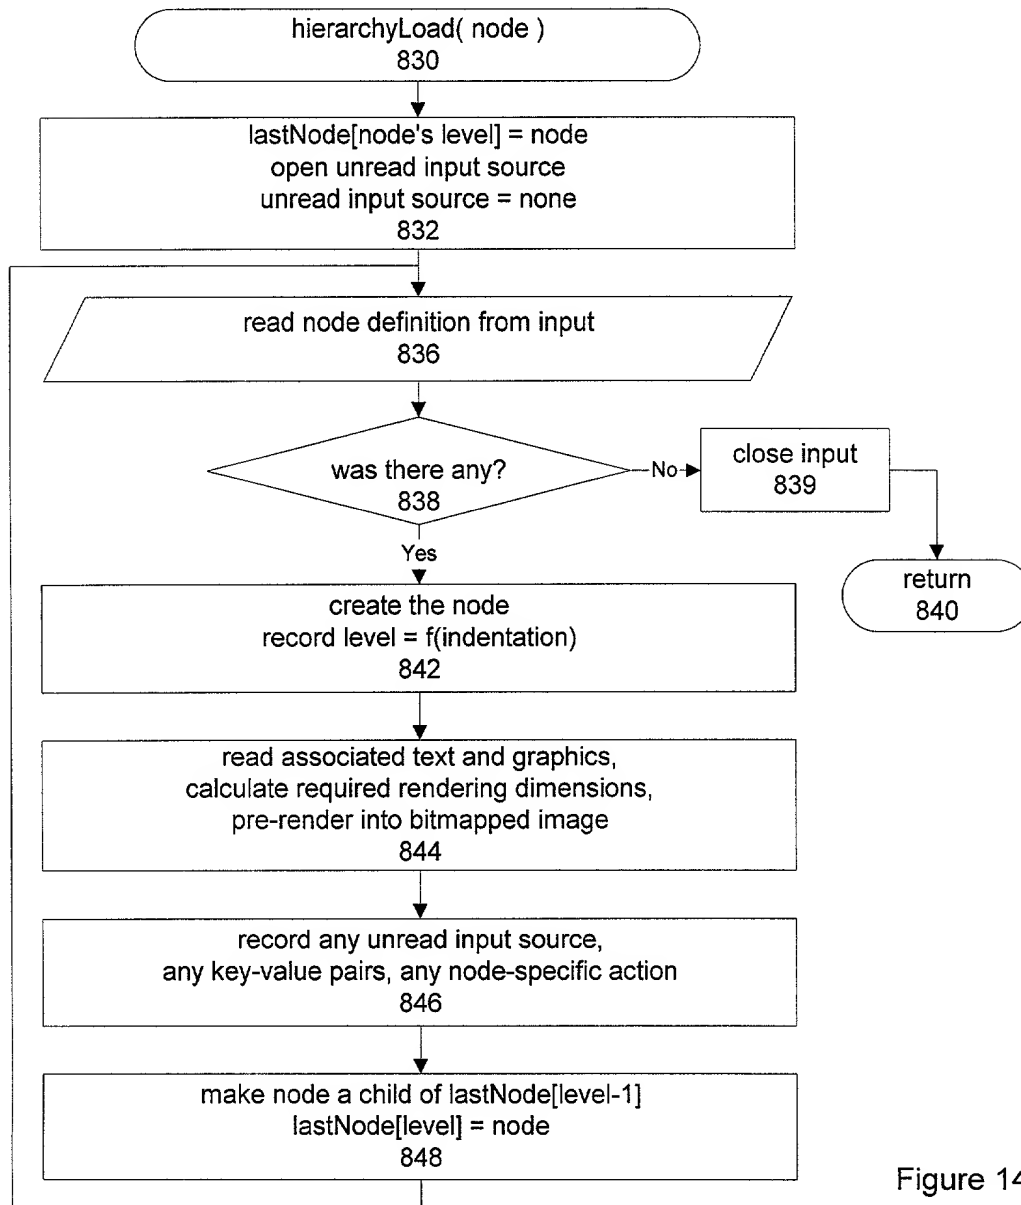 hierarchyLoad( node )
830
lastNode[node's level] = node
open unread input source
unread input source = none
832
read node definition from input
836
was there any?
838
No
close input
839
return
840
Yes
create the node
record level = f(indentation)
842
read associated text and graphics,
calculate required rendering dimensions,
pre-render into bitmapped image
844
record any unread input source,
any key-value pairs, any node-specific action
846
make node a child of lastNode[level-1]
lastNode[level] = node
848
Figure 14